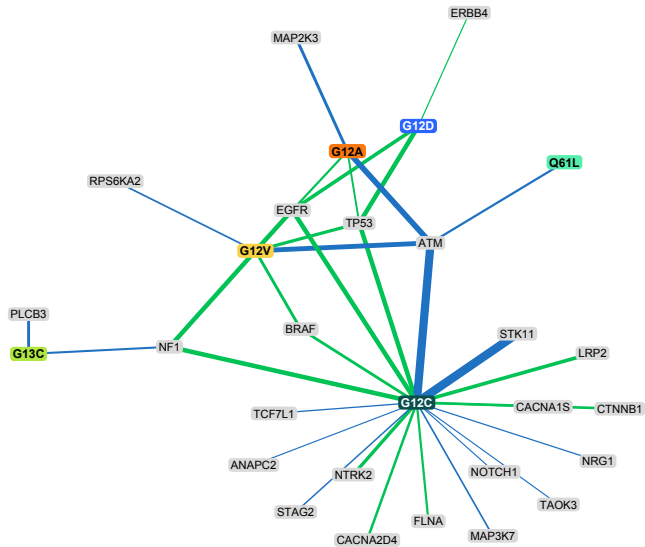 ERBB4
MAP2K3
G12D
G12A
Q61L
RPS6KA2
EGFR
TP53
ATM
G12V
PLCB3
BRAF
STK11
NF1
G13C
LRP2
G12C
CACNA1S
CTNNB1
TCF7L1
ANAPC2
NTRK2
NOTCH1
NRG1
STAG2
TAOK3
FLNA
MAP3K7
CACNA2D4